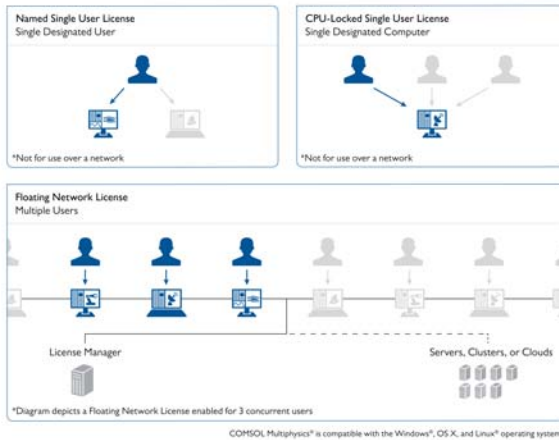 Named Single User License
Single Designated User
*Not for use over a network
CPU-Locked Single User License
Single Designated Computer
*Not for use over a network
Floating Network License
Multiple Users
License Manager
Servers, Clusters, or Clouds
*Diagram depicts a Floating Network License enabled for 3 concurrent users
COMSOL Multiphysics® is compatible with the Windows®, OS X, and Linux® operating system